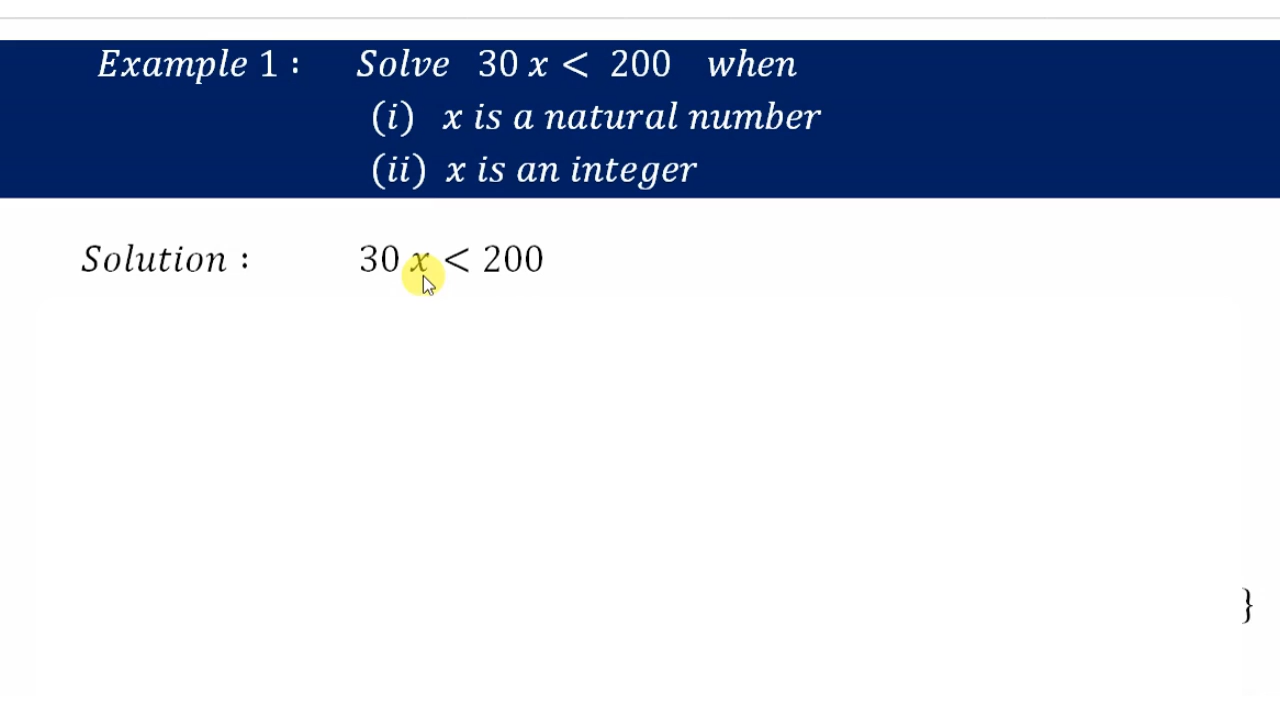 Example 1 : Solve 30 x < 200 when
(i) x is a natural number
(ii) x is an integer
Solution : 30 x < 200
}